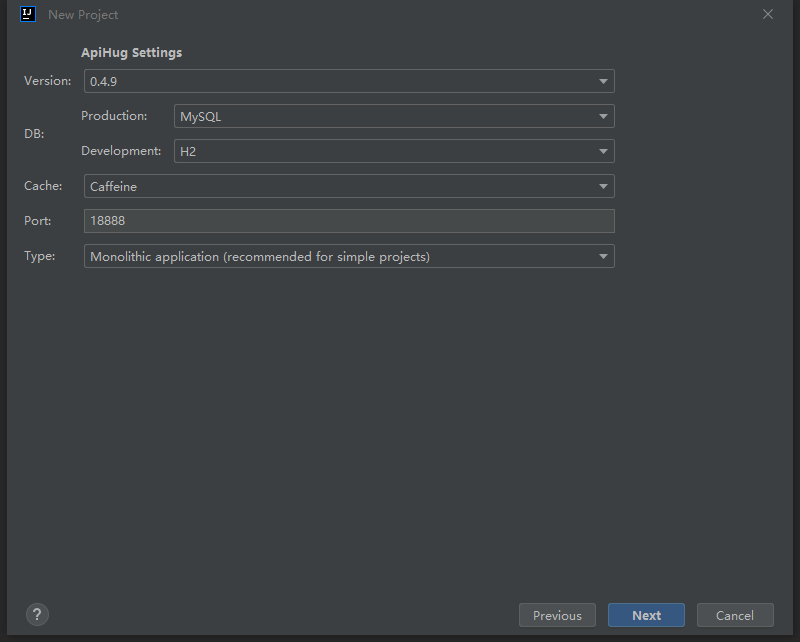 IJ New Project
ApiHug Settings
Version: 0.4.9
DB:
Production: MySQL
Development: H2
Cache: Caffeine
Port: 18888
Type: Monolithic application (recommended for simple projects)
? Previous Next Cancel